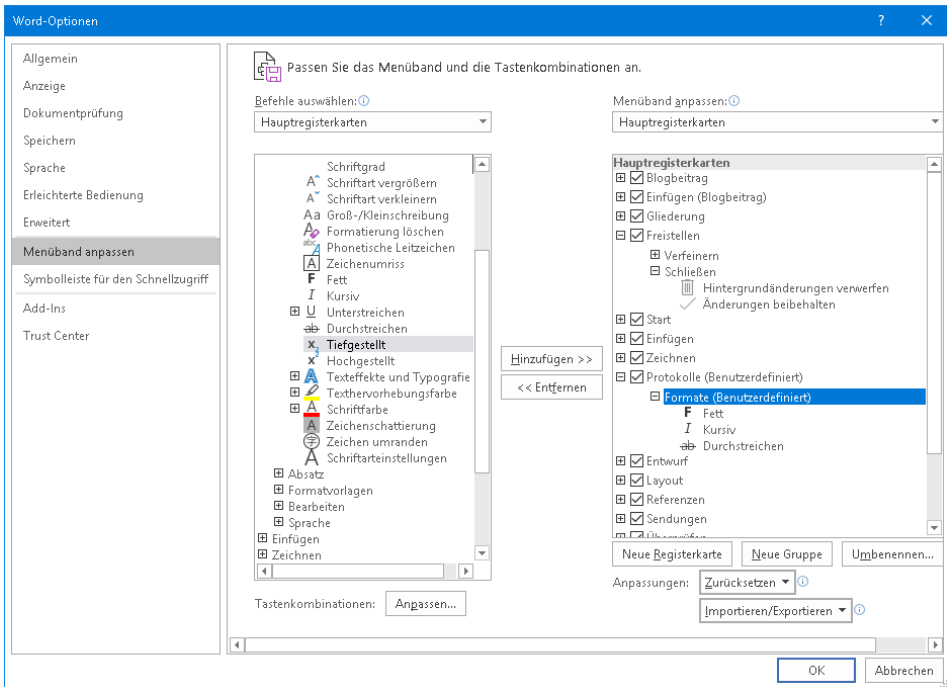 Word-Optionen ?
Allgemein
Anzeige
Dokumentprüfung
Speichern
Sprache
Erleichterte Bedienung
Erweitert
Menüband anpassen
Symbolleiste für den Schnellzugriff
Add-Ins
Trust Center
Passen Sie das Menüband und die Tastenkombinationen an.
Befehle auswählen:
Hauptregisterkarten
Schriftgrad
Schriftart vergrößern
Schriftart verkleinern
Groß-/Kleinschreibung
Formatierung löschen
Phonetische Leitzeichen
Zeichenumriss
Fett
Kursiv
Unterstreichen
Durchstreichen
Tiefgestellt
Hochgestellt
Texteffekte und Typografie
Texthervorhebungsfarbe
Schriftfarbe
Zeichenschattierung
Zeichen umranden
Schriftarteinstellungen
Absatz
Formatvorlagen
Bearbeiten
Sprache
Einfügen
Zeichnen
Tastenkombinationen: Anpassen...
Hinzufügen >>
<< Entfernen
Menüband anpassen:
Hauptregisterkarten
Hauptregisterkarten
Blogbeitrag
Einfügen (Blogbeitrag)
Gliederung
Freistellen
Verfeinern
Schließen
Hintergrundänderungen verwerfen
Änderungen beibehalten
Start
Einfügen
Zeichnen
Protokolle (Benutzerdefiniert)
Formate (Benutzerdefiniert)
Fett
Kursiv
Durchstreichen
Entwurf
Layout
Referenzen
Sendungen
Überprüfen
Neue Registerkarte Neue Gruppe Umbenennen...
Anpassungen: Zurücksetzen
Importieren/Exportieren
OK Abbrechen